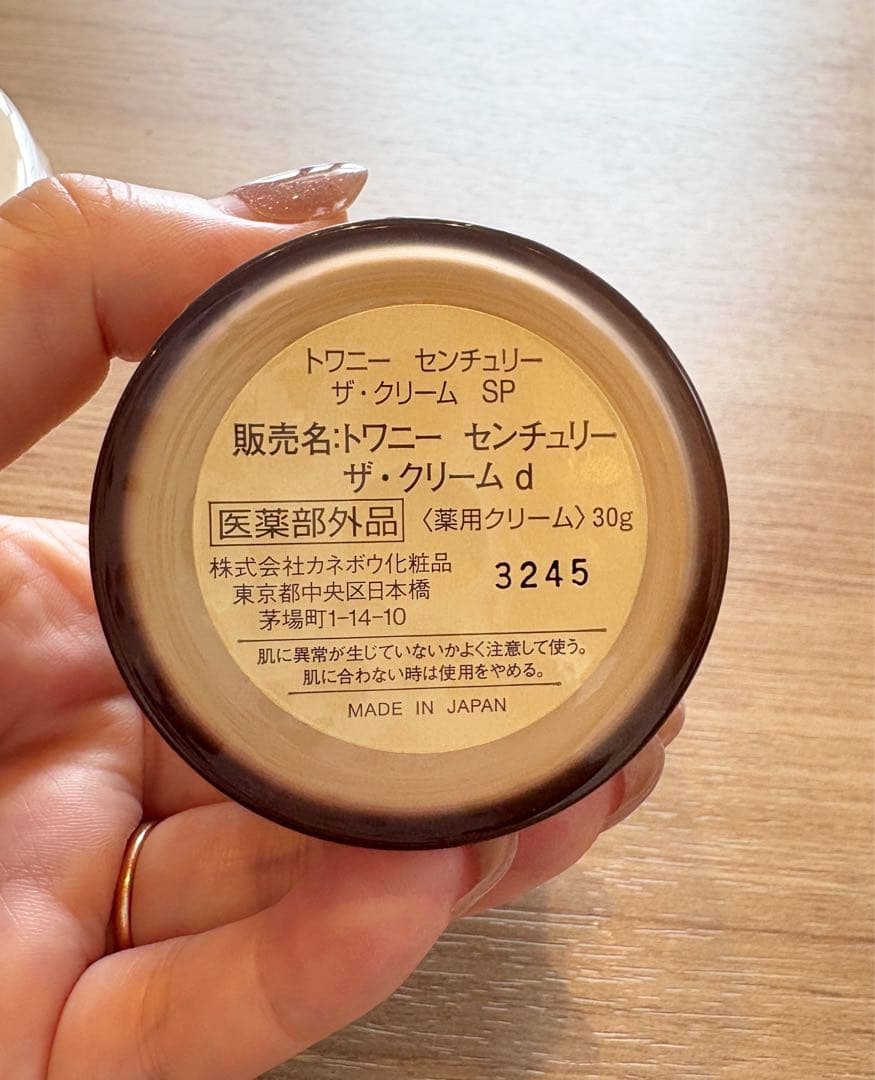 トワニー センチュリー
ザ・クリーム SP
販売名:トワニー センチュリー
ザ・クリーム d
医薬部外品 〈薬用クリーム〉30g
株式会社カネボウ化粧品
東京都中央区日本橋
茅場町1-14-10
3245
肌に異常が生じていないかよく注意して使う。
肌に合わない時は使用をやめる。
MADE IN JAPAN